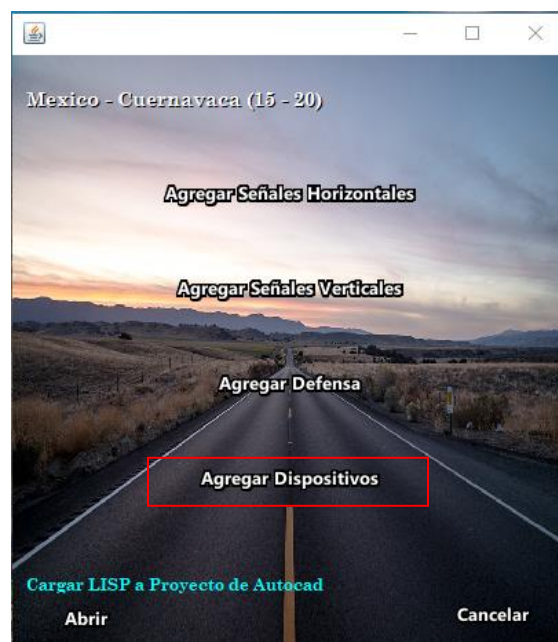 Mexico - Cuernavaca (15 - 20)
Agregar Señales Horizontales
Agregar Señales Verticales
Agregar Defensa
Agregar Dispositivos
Cargar LISP a Proyecto de Autocad
Abrir
Cancelar